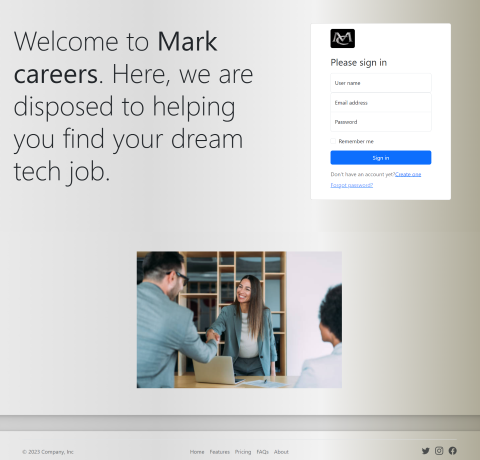 Welcome to Mark
careers. Here, we are
disposed to helping
you find your dream
tech job.
Please sign in
User name
Email address
Password
Remember me
Sign in
Don't have an account yet?Create one
Forgot password?
© 2023 Company, Inc
Home Features Pricing FAQs About